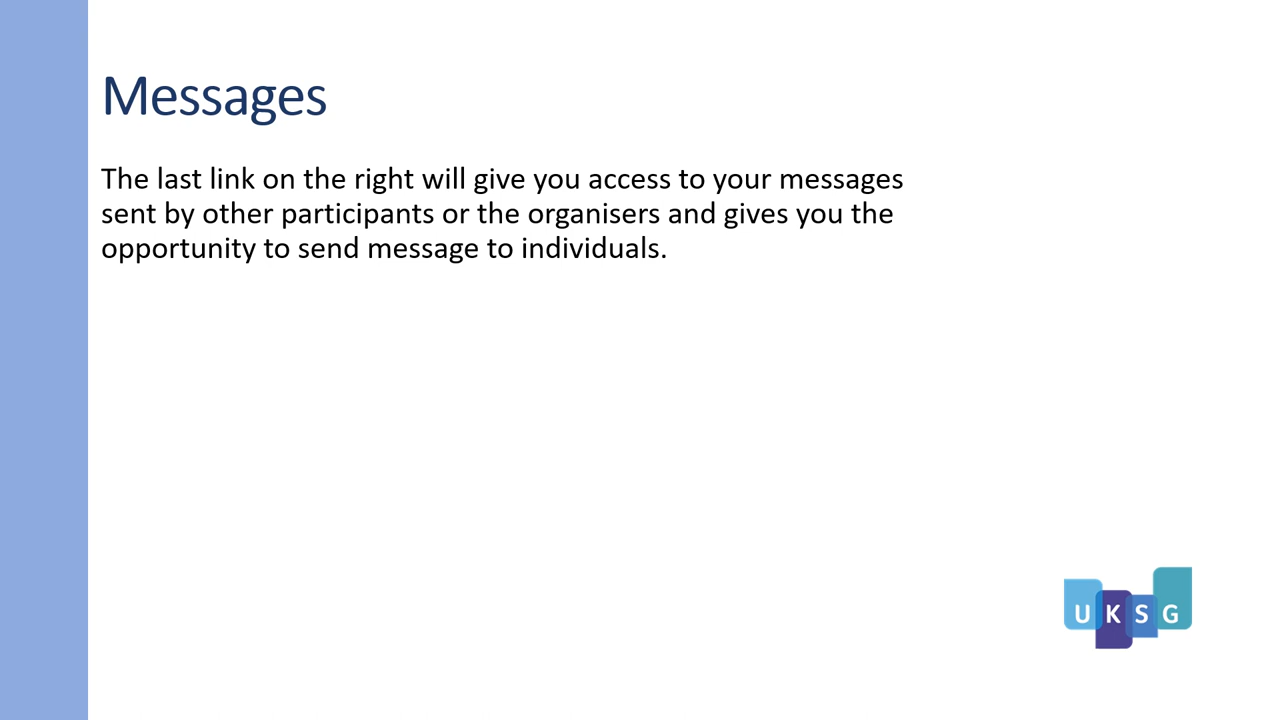 Messages
The last link on the right will give you access to your messages
sent by other participants or the organisers and gives you the
opportunity to send message to individuals.
UKSG